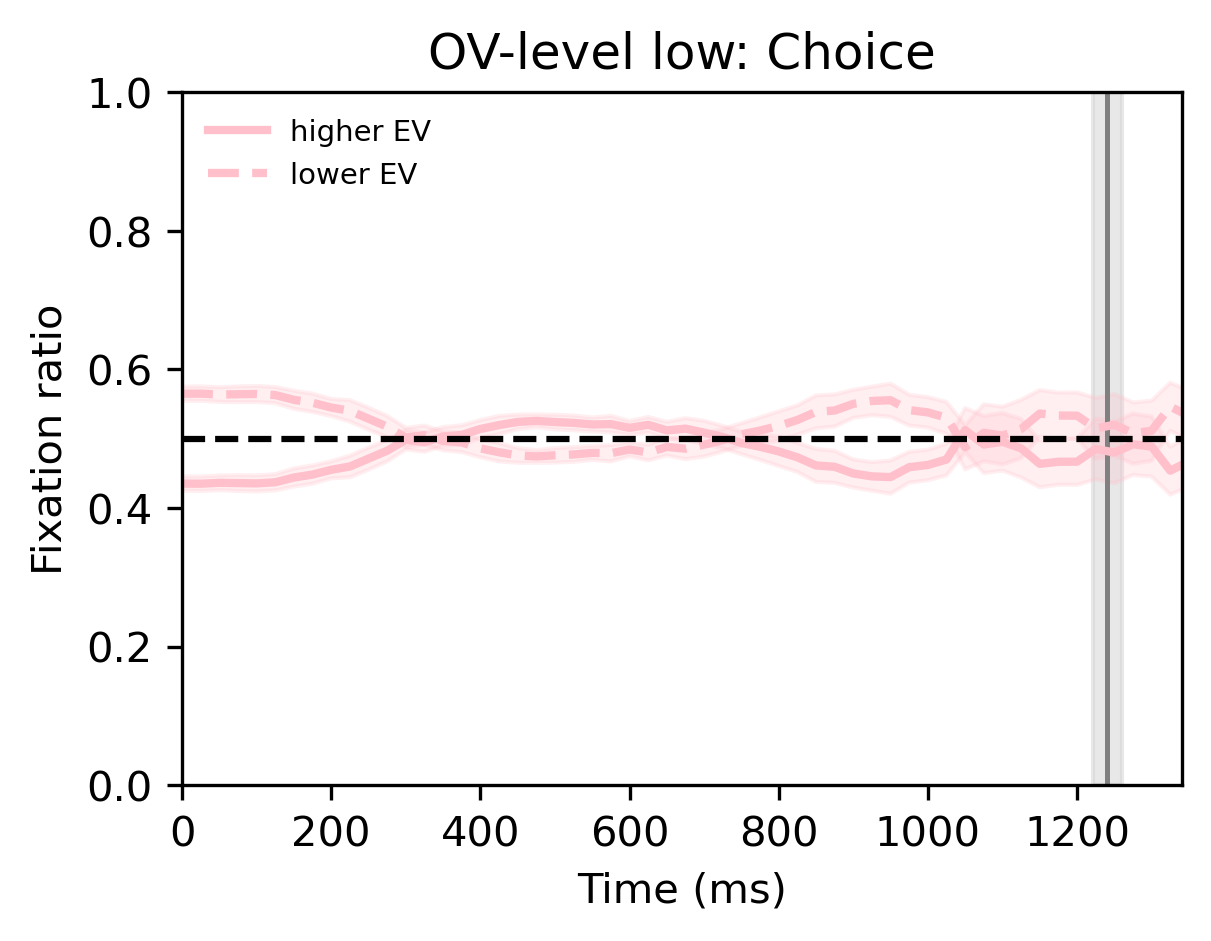 OV-level low: Choice
1.0
0.8
0.6
0.4
0.2
0.0
Fixation ratio
higher EV
lower EV
0 200 400 600 800 1000 1200
Time (ms)